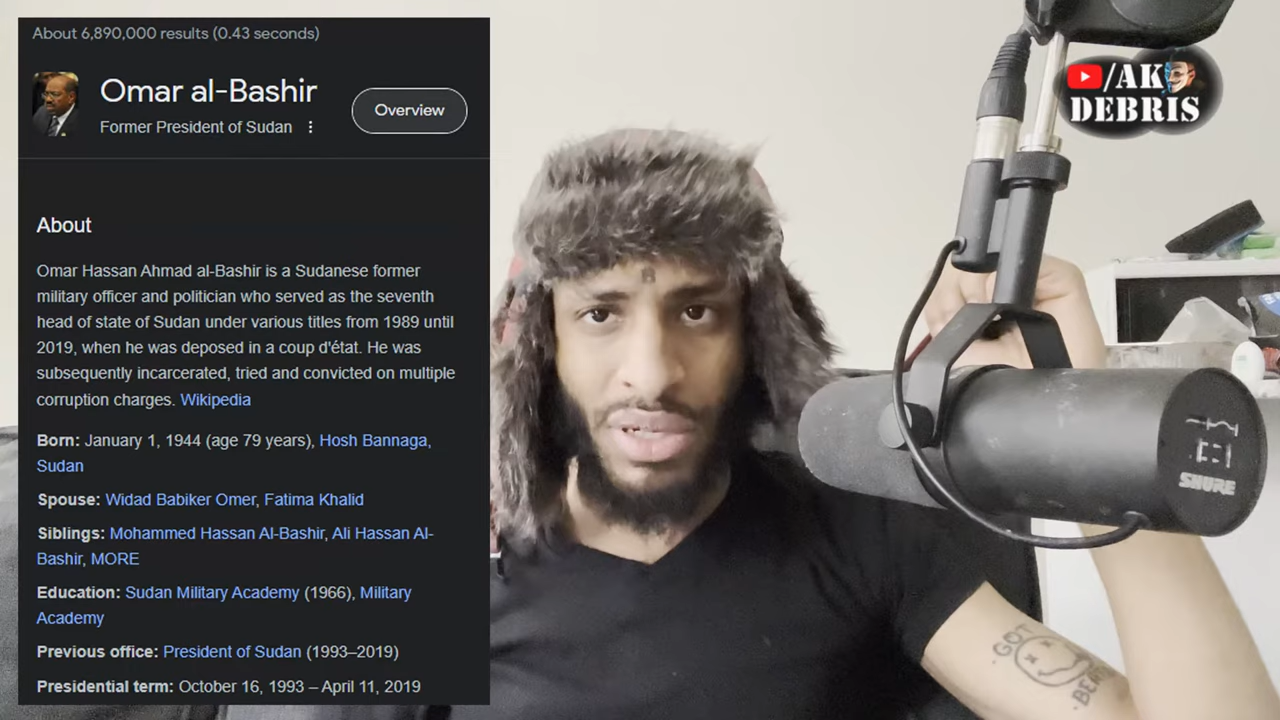 About 6,890,000 results (0.43 seconds)
Omar al-Bashir
Former President of Sudan
Overview
About
Omar Hassan Ahmad al-Bashir is a Sudanese former
military officer and politician who served as the seventh
head of state of Sudan under various titles from 1989 until
2019, when he was deposed in a coup d'état. He was
subsequently incarcerated, tried and convicted on multiple
corruption charges. Wikipedia
Born: January 1, 1944 (age 79 years), Hosh Bannaga,
Sudan
Spouse: Widad Babiker Omer, Fatima Khalid
Siblings: Mohammed Hassan Al-Bashir, Ali Hassan Al-
Bashir, MORE
Education: Sudan Military Academy (1966), Military
Academy
Previous office: President of Sudan (1993–2019)
Presidential term: October 16, 1993 – April 11, 2019
/AK
DEBRIS
SHURE
GOT